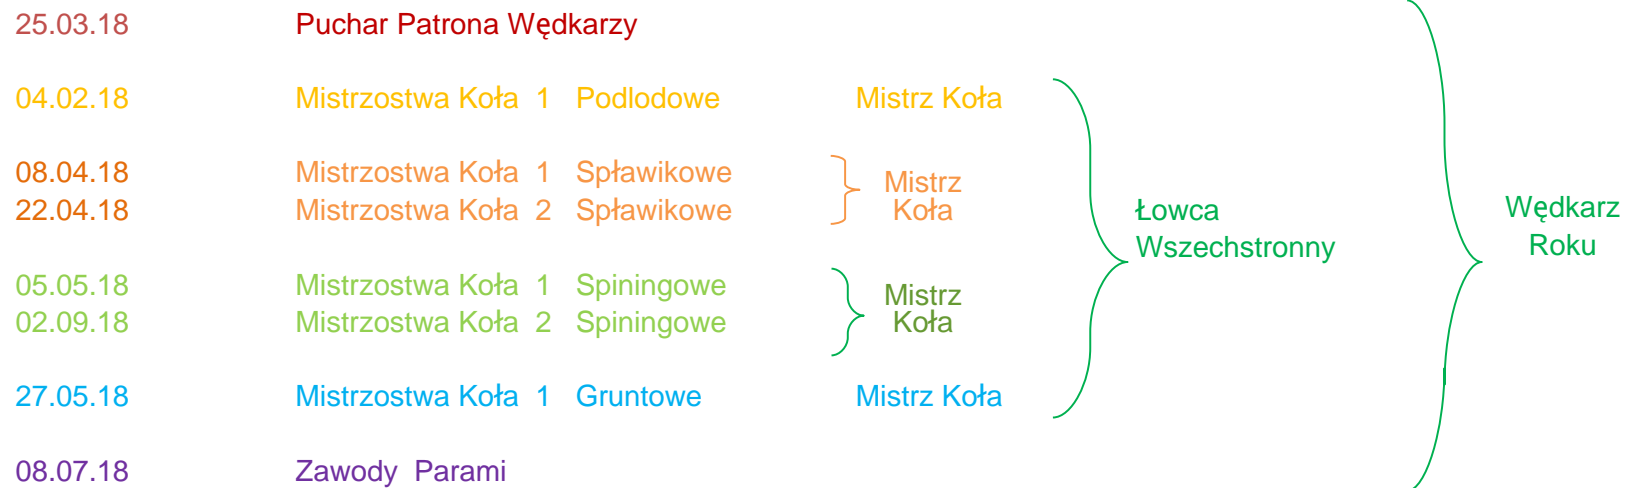 25.03.18 Puchar Patrona Wędkarzy
04.02.18 Mistrzostwa Koła 1 Podlodowe Mistrz Koła
08.04.18 Mistrzostwa Koła 1 Spławikowe
22.04.18 Mistrzostwa Koła 2 Spławikowe
Mistrz
Koła
05.05.18 Mistrzostwa Koła 1 Spiningowe
02.09.18 Mistrzostwa Koła 2 Spiningowe
Mistrz
Koła
27.05.18 Mistrzostwa Koła 1 Gruntowe Mistrz Koła
Łowca
Wszechstronny
08.07.18 Zawody Parami
Wędkarz
Roku